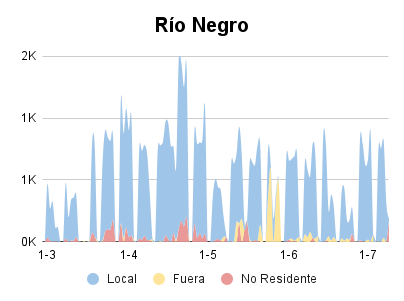 Río Negro
2K
1K
1K
0K
1-3 1-4 1-5 1-6 1-7
Local Fuera No Residente